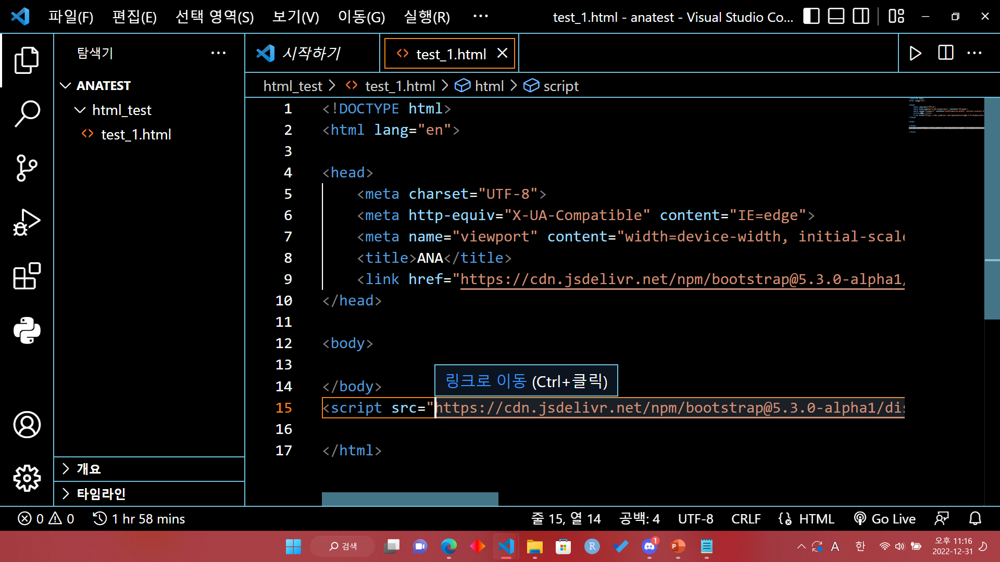 파일(F) 편집(E) 선택 영역(S) 보기(V) 이동(G) 실행(R) ··· test_1.html - anatest - Visual Studio Co...
탐색기 ···
시작하기
test_1.html
ANATEST
html_test
test_1.html
html_test > test_1.html > html > script
1 <!DOCTYPE html>
2 <html lang="en">
3
4 <head>
5 <meta charset="UTF-8">
6 <meta http-equiv="X-UA-Compatible" content="IE=edge">
7 <meta name="viewport" content="width=device-width, initial-scale
8 <title>ANA</title>
9 <link href="https://cdn.jsdelivr.net/npm/bootstrap@5.3.0-alpha1/
10 </head>
11
12 <body>
13
링크로 이동 (Ctrl+클릭)
14 </body>
15 <script src="https://cdn.jsdelivr.net/npm/bootstrap@5.3.0-alpha1/dis
16
17 </html>
개요
타임라인
0 0 1 hr 58 mins 줄 15, 열 14 공백: 4 UTF-8 CRLF HTML Go Live
검색
R
P
1
A 한
오후 11:16
2022-12-31